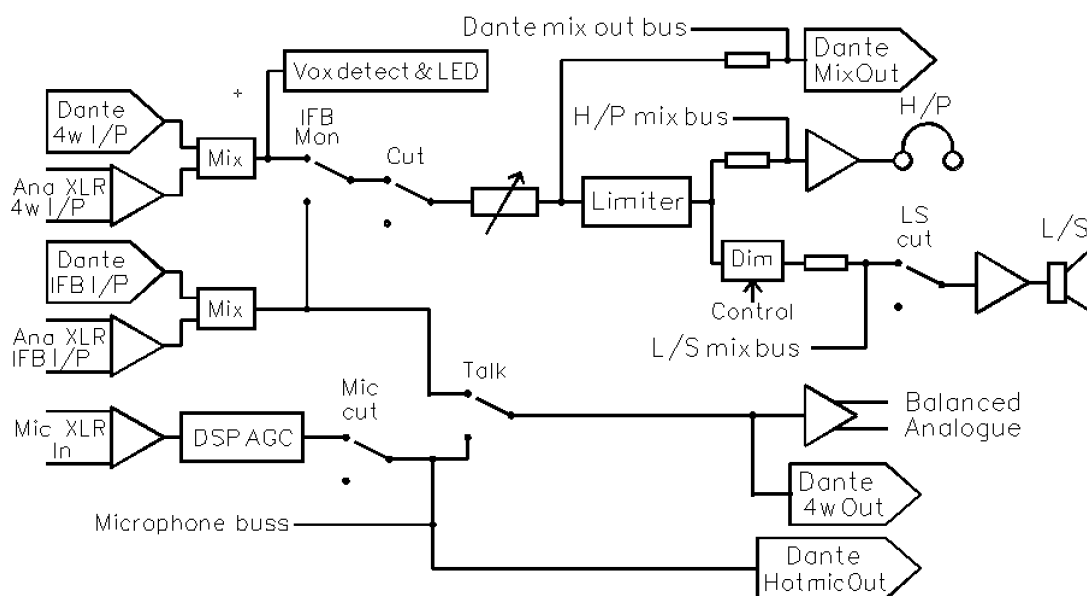 Dante mix out bus
Dante
MixOut
Vox detect & LED
Dante
4w I/P
IFB
Mon
H/P mix bus
H/P
Mix
Cut
Ana XLR
4w I/P
Limiter
LS
cut
L/S
Dante
IFB I/P
Dim
Mix
Control
Ana XLR
IFB I/P
L/S mix bus
Talk
Mic
cut
Balanced
Analogue
Mic XLR
In
DSP AGC
Dante
4w Out
Microphone buss
Dante
Hotmic Out